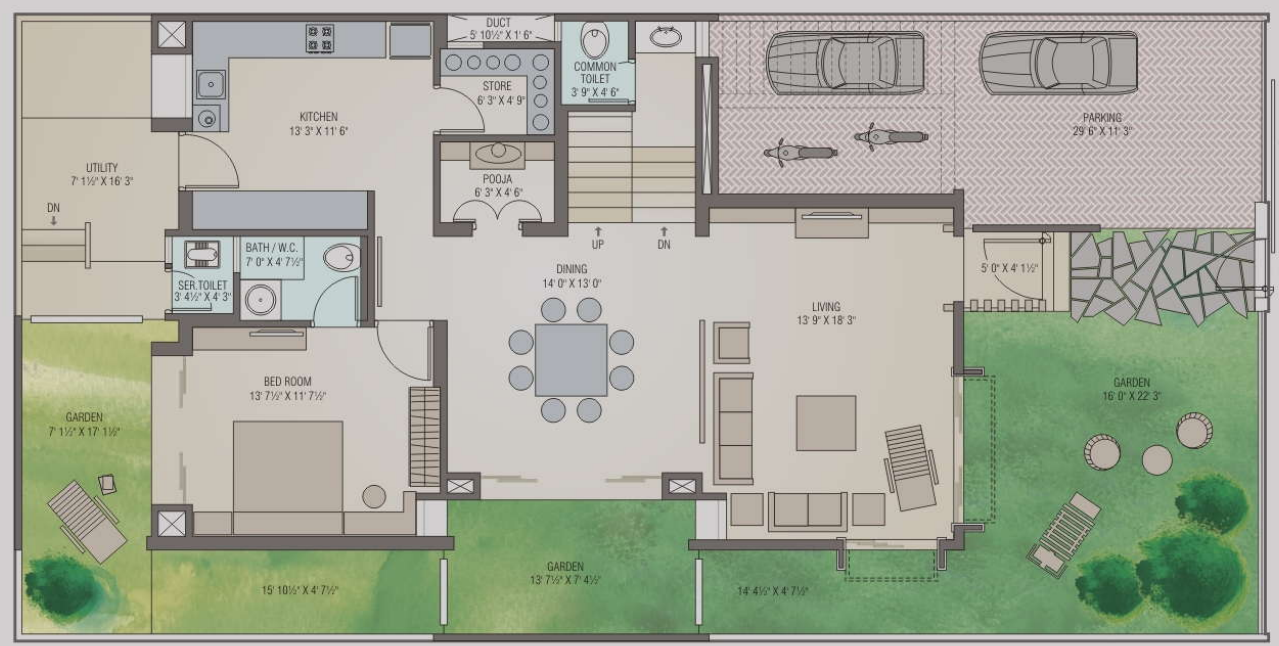 DUCT
5' 10½" X 1' 6"
COMMON
TOILET
3' 9" X 4' 6"
STORE
6' 3" X 4' 9"
KITCHEN
13' 3" X 11' 6"
PARKING
29' 6" X 11' 3"
UTILITY
7' 1½" X 16' 3"
POOJA
6' 3" X 4' 6"
DN
UP
DN
BATH / W.C.
7' 0" X 4' 7½"
SER.TOILET
3' 4½" X 4' 3"
DINING
14' 0" X 13' 0"
5' 0" X 4' 1½"
LIVING
13' 9" X 18' 3"
BED ROOM
13' 7½" X 11' 7½"
GARDEN
16' 0" X 22' 3"
GARDEN
7' 1½" X 17' 1½"
GARDEN
13' 7½" X 7' 4½"
15' 10½" X 4' 7½"
14' 4½" X 4' 7½"